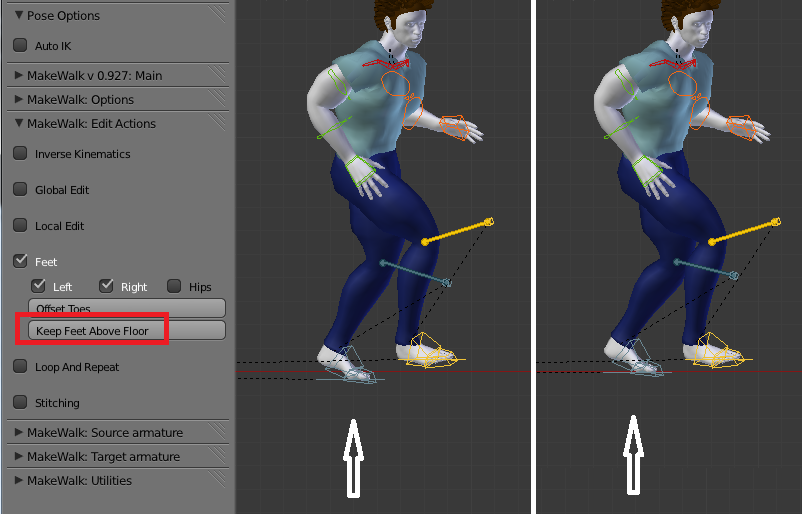 Pose Options
Auto IK
MakeWalk v 0.927: Main
MakeWalk: Options
MakeWalk: Edit Actions
Inverse Kinematics
Global Edit
Local Edit
Feet
Left Right Hips
Offset Toes
Keep Feet Above Floor
Loop And Repeat
Stitching
MakeWalk: Source armature
MakeWalk: Target armature
MakeWalk: Utilities